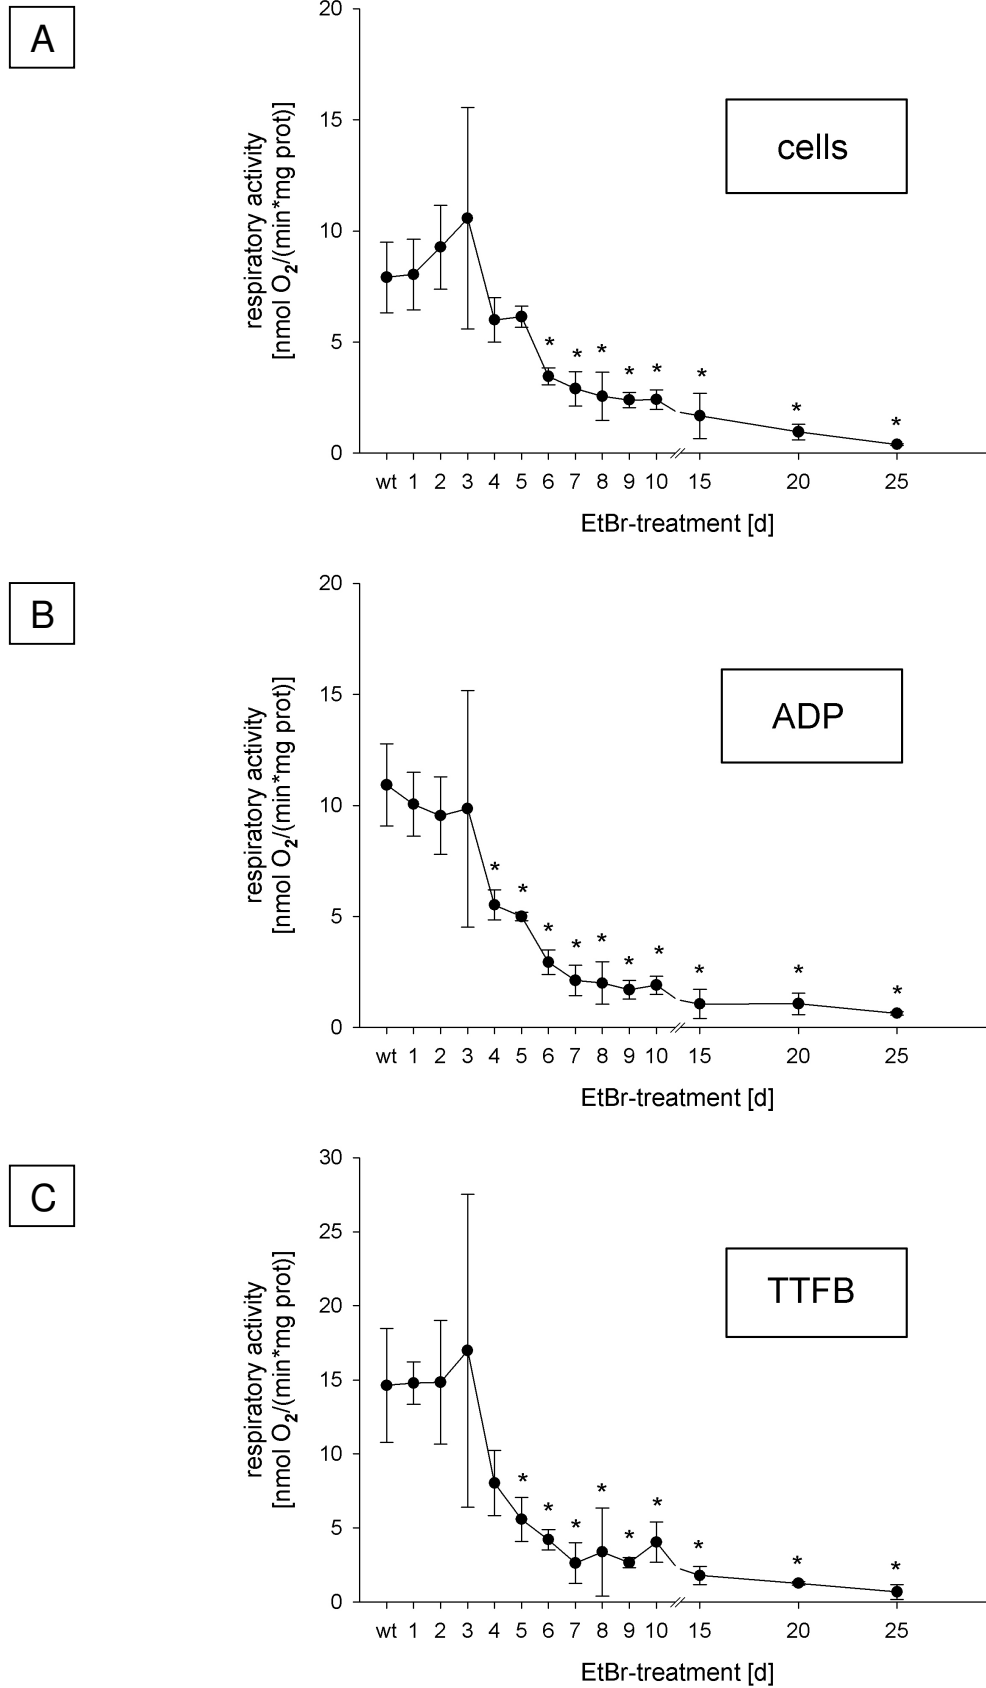 A
20
15
10
5
0
respiratory activity
[nmol O2/(min*mg prot)]
cells
* * * * * * * *
wt 1 2 3 4 5 6 7 8 9 10 15 20 25
EtBr-treatment [d]
B
20
15
10
5
0
respiratory activity
[nmol O2/(min*mg prot)]
ADP
* * * * * * * * * *
wt 1 2 3 4 5 6 7 8 9 10 15 20 25
EtBr-treatment [d]
C
30
25
20
15
10
5
0
respiratory activity
[nmol O2/(min*mg prot)]
TTFB
* * * * * * * * *
wt 1 2 3 4 5 6 7 8 9 10 15 20 25
EtBr-treatment [d]